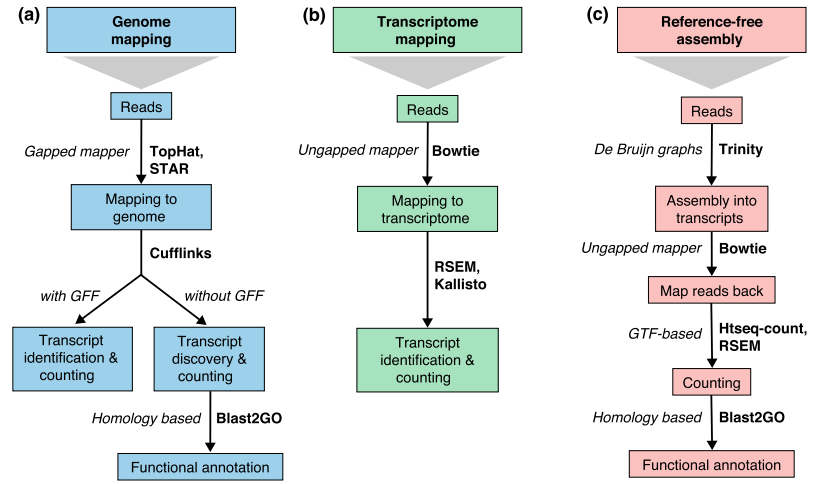 (a)
Genome
mapping
Reads
Gapped mapper
TopHat,
STAR
Mapping to
genome
Cufflinks
with GFF
without GFF
Transcript
identification &
counting
Transcript
discovery &
counting
Homology based
Blast2GO
Functional annotation
(b)
Transcriptome
mapping
Reads
Ungapped mapper
Bowtie
Mapping to
transcriptome
RSEM,
Kallisto
Transcript
identification &
counting
(c)
Reference-free
assembly
Reads
De Bruijn graphs
Trinity
Assembly into
transcripts
Ungapped mapper
Bowtie
Map reads back
GTF-based
Htseq-count,
RSEM
Counting
Homology based
Blast2GO
Functional annotation